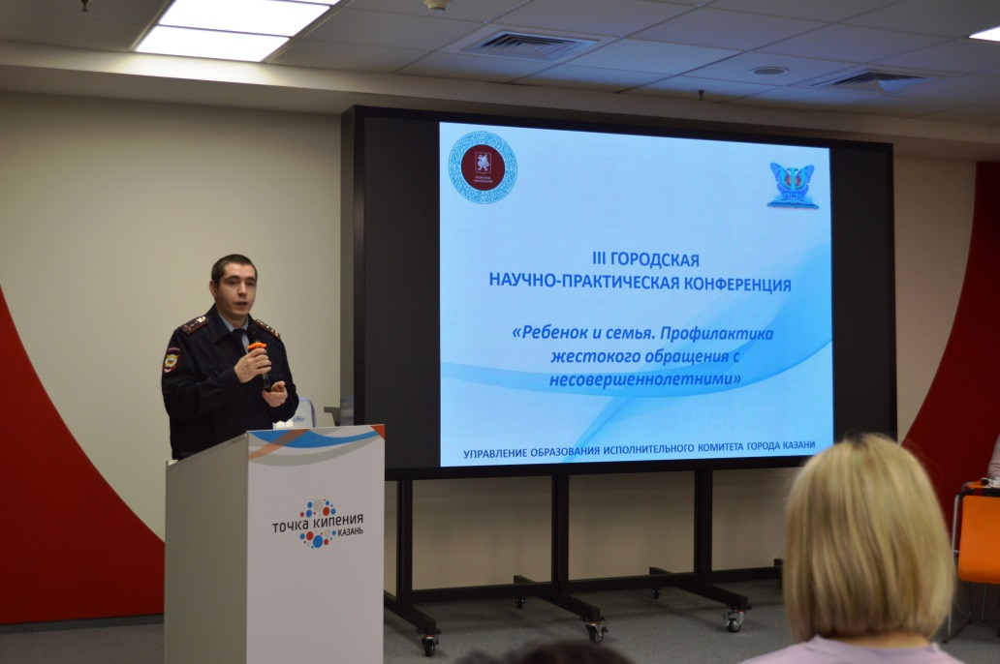 III ГОРОДСКАЯ
НАУЧНО-ПРАКТИЧЕСКАЯ КОНФЕРЕНЦИЯ
«Ребенок и семья. Профилактика
жестокого обращения с
несовершеннолетними»
УПРАВЛЕНИЕ ОБРАЗОВАНИЯ ИСПОЛНИТЕЛЬНОГО КОМИТЕТА ГОРОДА КАЗАНИ
точка кипения
КАЗАНЬ